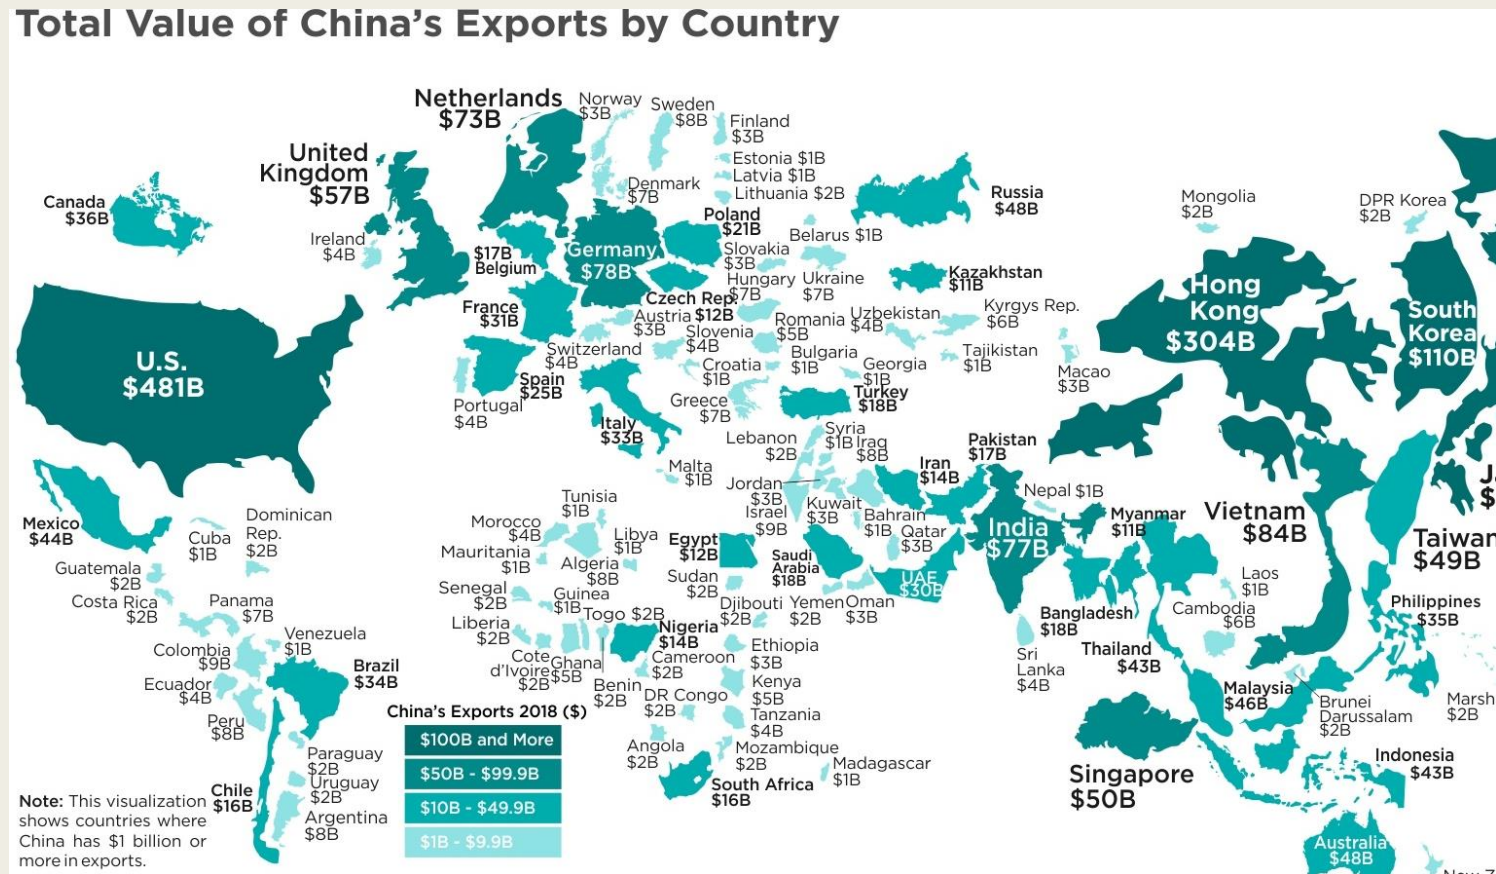 Total Value of China's Exports by Country
Canada
$36B
U.S.
$481B
Mexico
$44B
Cuba
$1B
Dominican
Rep.
$2B
Guatemala
$2B
Costa Rica
$2B
Panama
$7B
Colombia
$9B
Venezuela
$1B
Ecuador
$4B
Brazil
$34B
Peru
$8B
Paraguay
$2B
Uruguay
$2B
Chile
$16B
Argentina
$8B
Note: This visualization
shows countries where
China has $1 billion or
more in exports.
China's Exports 2018 ($)
$100B and More
$50B - $99.9B
$10B - $49.9B
$1B - $9.9B
Netherlands
$73B
United
Kingdom
$57B
Ireland
$4B
Norway
$3B
Sweden
$8B
Finland
$3B
Estonia $1B
Latvia $1B
Lithuania $2B
Denmark
$7B
Poland
$21B
$17B
Belgium
Germany
$78B
France
$31B
Czech Rep.
$12B
Slovakia
$3B
Belarus $1B
Hungary
$7B
Ukraine
$7B
Austria
$3B
Slovenia
$4B
Romania
$5B
Switzerland
$4B
Croatia
$1B
Bulgaria
$1B
Spain
$25B
Portugal
$4B
Italy
$33B
Greece
$7B
Malta
$1B
Russia
$48B
Kazakhstan
$11B
Uzbekistan
$4B
Kyrgys Rep.
$6B
Tajikistan
$1B
Georgia
$1B
Turkey
$18B
Lebanon
$2B
Syria
$1B
Iraq
$8B
Iran
$14B
Pakistan
$17B
Jordan
$3B
Israel
$9B
Kuwait
$3B
Bahrain
$1B
Qatar
$3B
Saudi
Arabia
$18B
UAE
$30B
Yemen
$2B
Oman
$3B
Tunisia
$1B
Morocco
$4B
Libya
$1B
Mauritania
$1B
Algeria
$8B
Egypt
$12B
Senegal
$2B
Guinea
$1B
Sudan
$2B
Togo $2B
Djibouti
$2B
Liberia
$2B
Nigeria
$14B
Cote
d'Ivoire
$2B
Ghana
$5B
Benin
$2B
Cameroon
$2B
Ethiopia
$3B
DR Congo
$2B
Kenya
$5B
Tanzania
$4B
Angola
$2B
Mozambique
$2B
Madagascar
$1B
South Africa
$16B
Mongolia
$2B
DPR Korea
$2B
Hong
Kong
$304B
South
Korea
$110B
Macao
$3B
Nepal $1B
India
$77B
Myanmar
$11B
Vietnam
$84B
Taiwan
$49B
Laos
$1B
Bangladesh
$18B
Cambodia
$6B
Philippines
$35B
Sri
Lanka
$4B
Thailand
$43B
Malaysia
$46B
Brunei
Darussalam
$2B
Marsh
$2B
Singapore
$50B
Indonesia
$43B
Australia
$48B